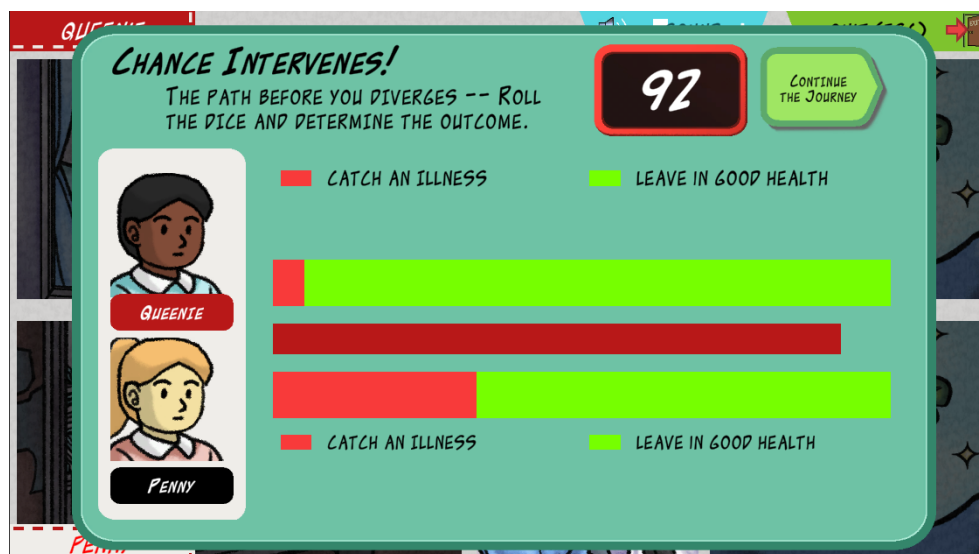 CHANCE INTERVENES!
THE PATH BEFORE YOU DIVERGES -- ROLL
THE DICE AND DETERMINE THE OUTCOME.
92
CONTINUE
THE JOURNEY
CATCH AN ILLNESS
LEAVE IN GOOD HEALTH
QUEENIE
CATCH AN ILLNESS
LEAVE IN GOOD HEALTH
PENNY
PENNY